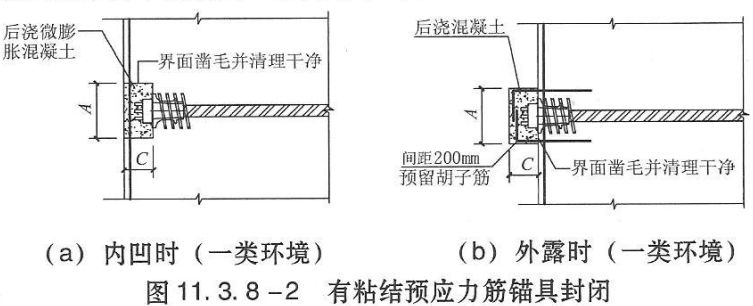 后浇微膨
胀混凝土
界面凿毛并清理干净
A
C
(a) 内凹时 (一类环境)
后浇混凝土
A
间距200mm
预留胡子筋
C
界面凿毛并清理干净
(b) 外露时 (一类环境)
图 11.3.8-2 有粘结预应力筋锚具封闭